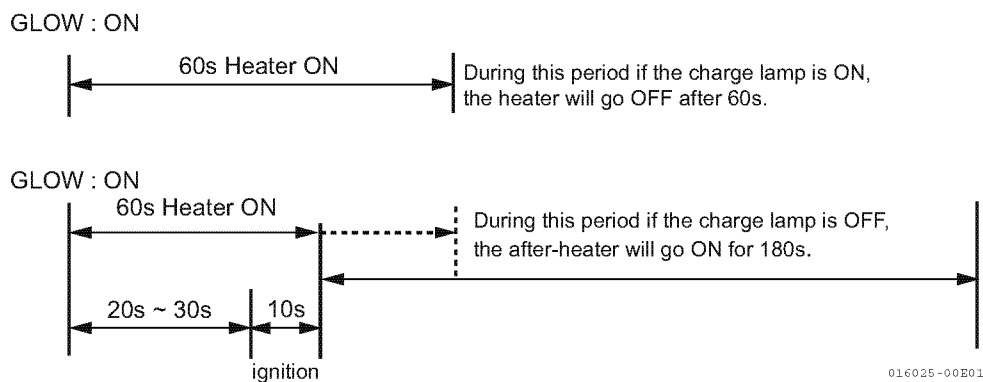 GLOW : ON
60s Heater ON
During this period if the charge lamp is ON,
the heater will go OFF after 60s.
GLOW : ON
60s Heater ON
During this period if the charge lamp is OFF,
the after-heater will go ON for 180s.
20s ~ 30s
10s
ignition
016025-00E01